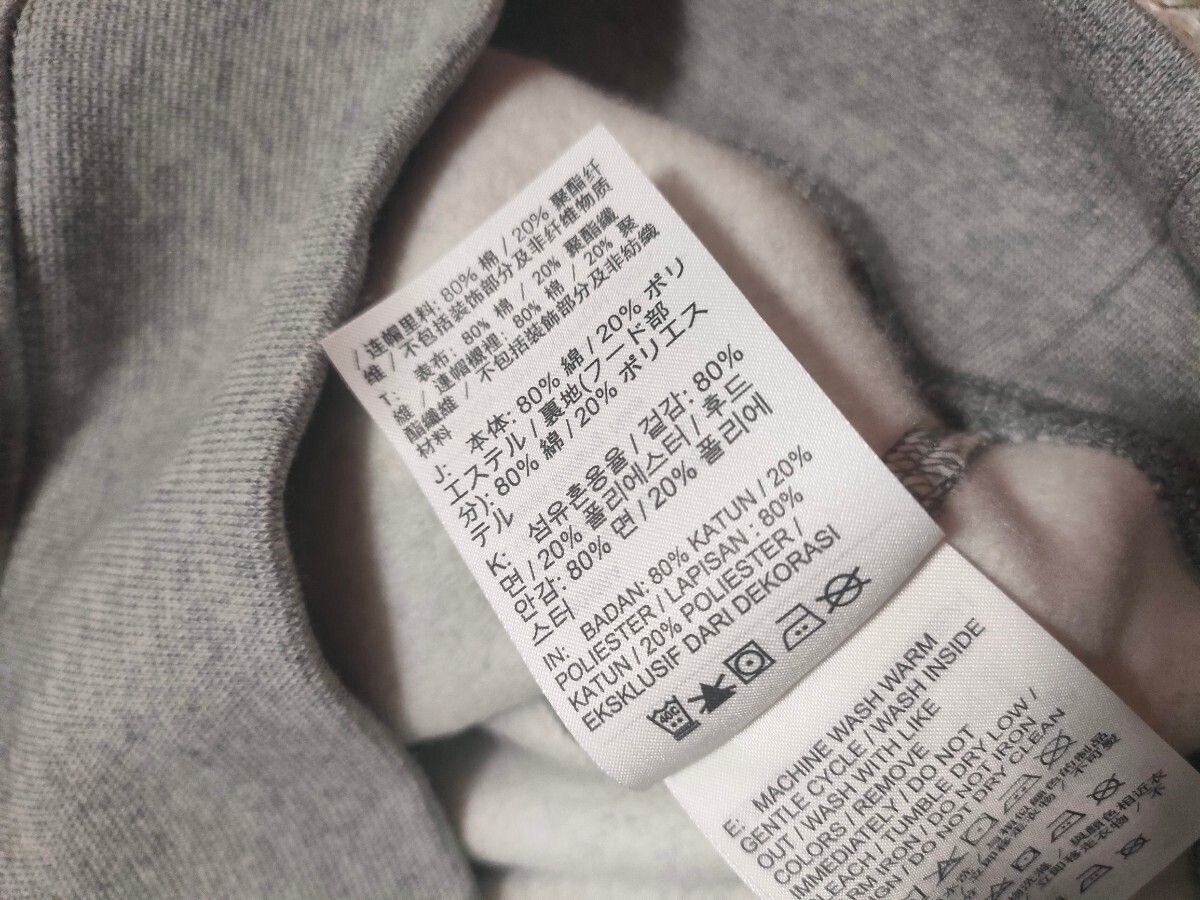 / 连帽里料: 80% 棉 / 20% 聚酯纤
维 / 不包括装饰部分及非纤维物质
T: 表布: 80% 棉 / 20% 聚酯纖
維 / 連帽襯裡: 80% 棉 / 20% 聚
酯纖維 / 不包括裝飾部分及非紡織
材料
J: 本体: 80% 綿 / 20% ポリ
エステル / 裏地(フード部
分): 80% 綿 / 20% ポリエス
テル
K: 섬유혼용율 / 겉감: 80%
면 / 20% 폴리에스터 / 후드
안감: 80% 면 / 20% 폴리에
스터
IN: BADAN: 80% KATUN / 20%
POLIESTER / LAPISAN : 80%
KATUN / 20% POLIESTER /
EKSKLUSIF DARI DEKORASI
40C
E: MACHINE WASH WARM
GENTLE CYCLE / WASH INSIDE
OUT / WASH WITH LIKE
COLORS / REMOVE
IMMEDIATELY / DO NOT
BLEACH / TUMBLE DRY LOW /
IRON / DO NOT IRON
DO NOT DRY CLEAN